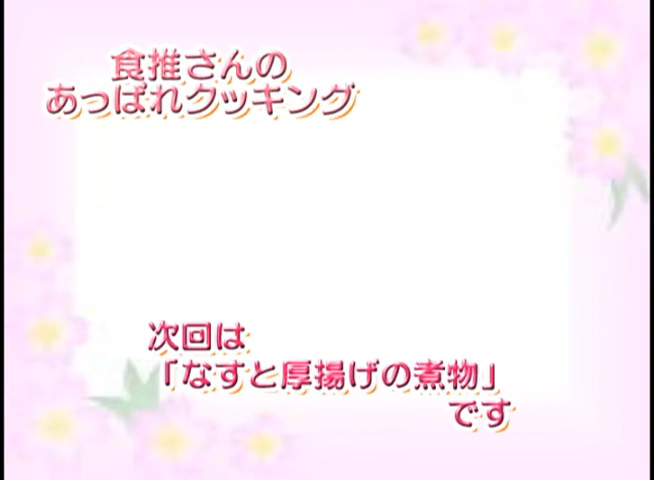 食推さんの
あっぱれクッキング
次回は
「なすと厚揚げの煮物」
です